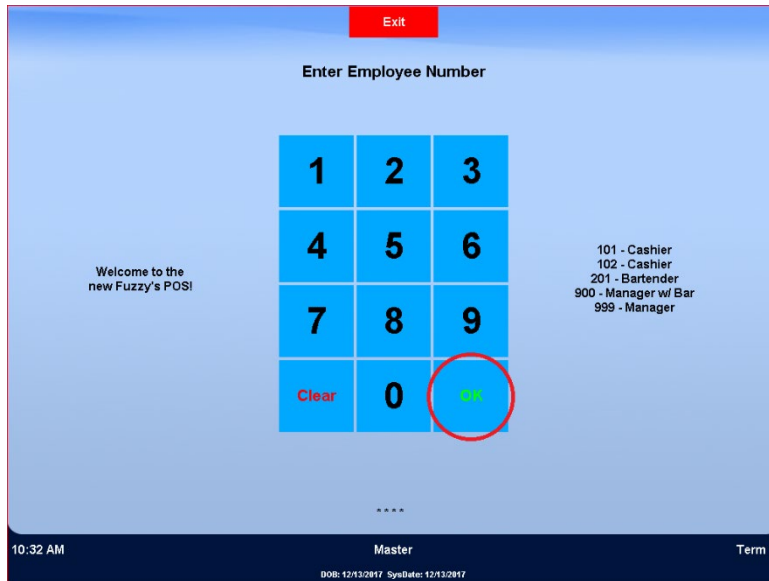 Exit
Enter Employee Number
1 2 3
4 5 6
7 8 9
Clear 0 OK
Welcome to the
new Fuzzy's POS!
101 - Cashier
102 - Cashier
201 - Bartender
900 - Manager w/ Bar
999 - Manager
****
10:32 AM Master Term
DOB: 12/13/2017 SysDate: 12/13/2017